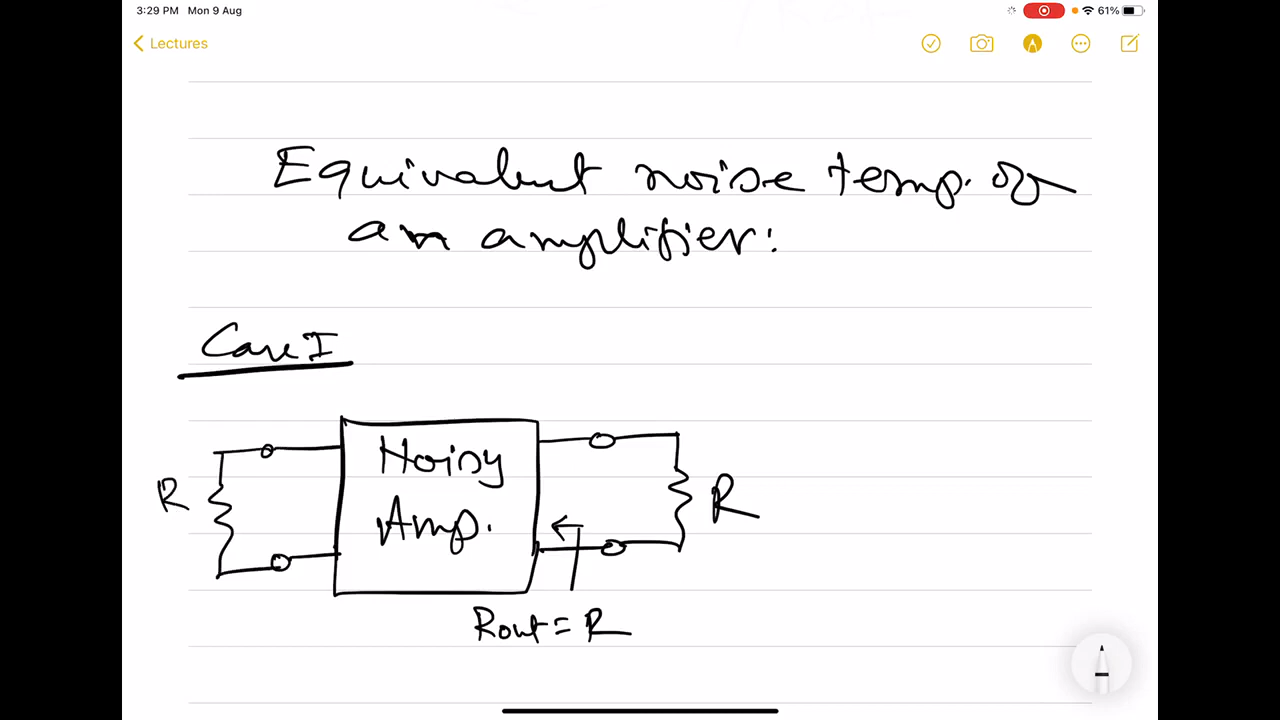 3:29 PM Mon 9 Aug
61%
Lectures
Equivalent noise temp. of
an amplifier:
Case I
R
Noisy
Amp.
R
Rout = R